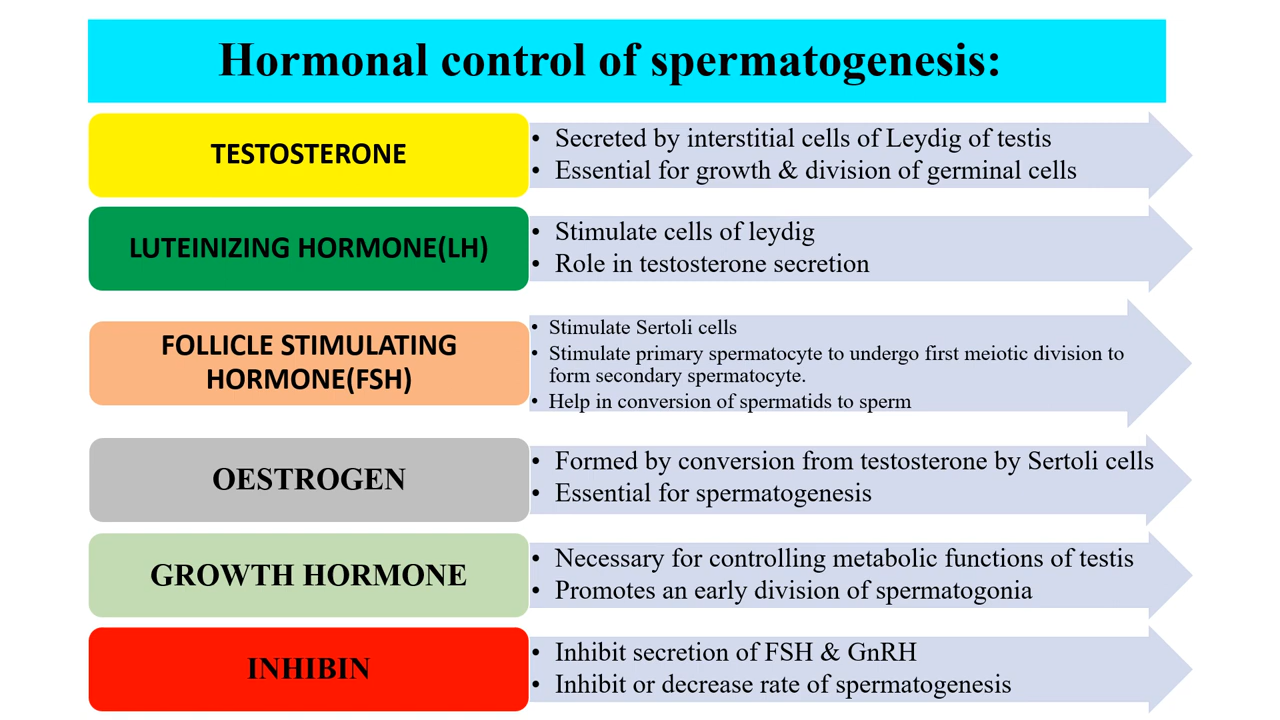 Hormonal control of spermatogenesis:
TESTOSTERONE
• Secreted by interstitial cells of Leydig of testis
• Essential for growth & division of germinal cells
LUTEINIZING HORMONE(LH)
• Stimulate cells of leydig
• Role in testosterone secretion
FOLLICLE STIMULATING
HORMONE(FSH)
• Stimulate Sertoli cells
• Stimulate primary spermatocyte to undergo first meiotic division to
form secondary spermatocyte.
• Help in conversion of spermatids to sperm
OESTROGEN
• Formed by conversion from testosterone by Sertoli cells
• Essential for spermatogenesis
GROWTH HORMONE
• Necessary for controlling metabolic functions of testis
• Promotes an early division of spermatogonia
INHIBIN
• Inhibit secretion of FSH & GnRH
• Inhibit or decrease rate of spermatogenesis